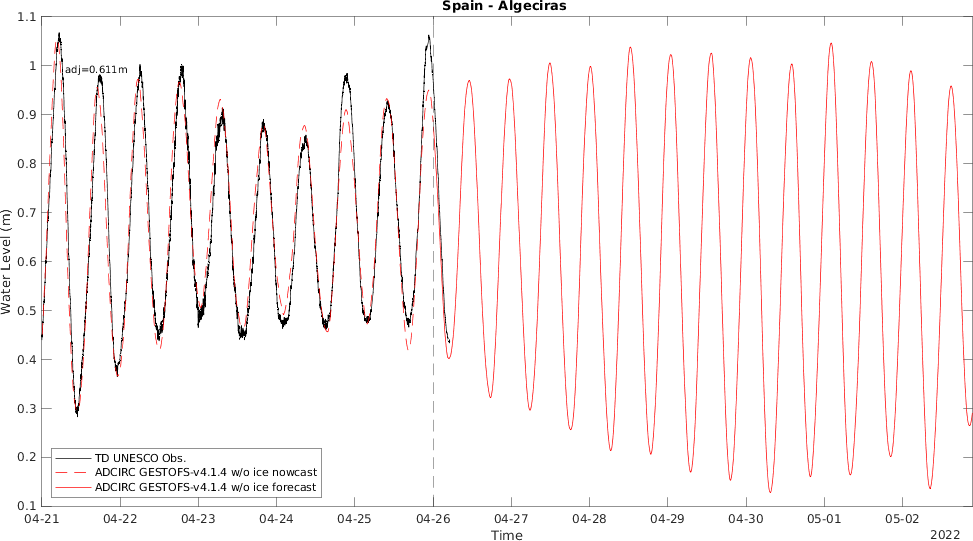 Spain - Algeciras
1.1
1
0.9
0.8
0.7
0.6
0.5
0.4
0.3
0.2
0.1
Water Level (m)
adj=0.611m
TD UNESCO Obs.
ADCIRC GESTOFS-v4.1.4 w/o ice nowcast
ADCIRC GESTOFS-v4.1.4 w/o ice forecast
04-21 04-22 04-23 04-24 04-25 04-26 04-27 04-28 04-29 04-30 05-01 05-02
Time
2022